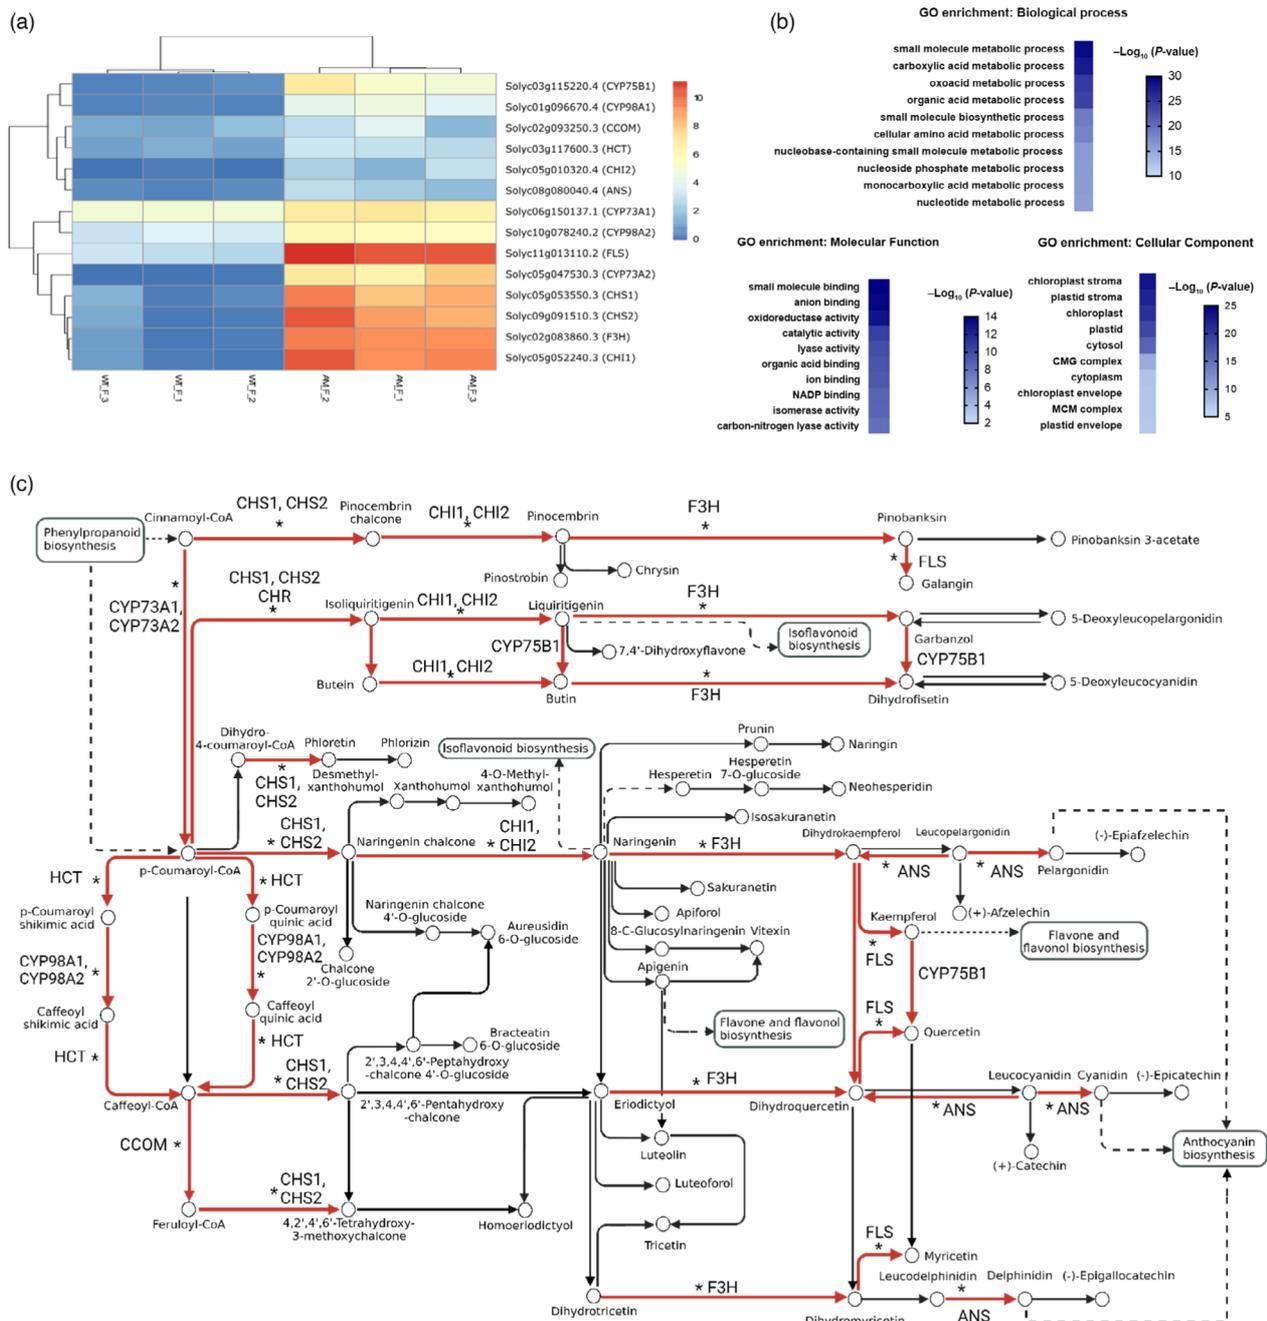 (a)
Solyc03g115220.4 (CYP75B1)
Solyc01g096670.4 (CYP98A1)
Solyc02g093250.3 (CCOM)
Solyc03g117600.3 (HCT)
Solyc05g010320.4 (CHI2)
Solyc08g080040.4 (ANS)
Solyc06g150137.1 (CYP73A1)
Solyc10g078240.2 (CYP98A2)
Solyc11g013110.2 (FLS)
Solyc05g047530.3 (CYP73A2)
Solyc05g053550.3 (CHS1)
Solyc09g091510.3 (CHS2)
Solyc02g083860.3 (F3H)
Solyc05g052240.3 (CHI1)
10
8
6
4
2
0
WT_F_3
WT_F_1
WT_F_2
AM_F_2
AM_F_1
AM_F_3
(b)
GO enrichment: Biological process
small molecule metabolic process
carboxylic acid metabolic process
oxoacid metabolic process
organic acid metabolic process
small molecule biosynthetic process
cellular amino acid metabolic process
nucleobase-containing small molecule metabolic process
nucleoside phosphate metabolic process
monocarboxylic acid metabolic process
nucleotide metabolic process
–Log10 (P-value)
30
25
20
15
10
GO enrichment: Molecular Function
small molecule binding
anion binding
oxidoreductase activity
catalytic activity
lyase activity
organic acid binding
ion binding
NADP binding
isomerase activity
carbon-nitrogen lyase activity
–Log10 (P-value)
14
12
10
8
6
4
2
GO enrichment: Cellular Component
chloroplast stroma
plastid stroma
chloroplast
plastid
cytosol
CMG complex
cytoplasm
chloroplast envelope
MCM complex
plastid envelope
–Log10 (P-value)
25
20
15
10
5
(c)
Phenylpropanoid
biosynthesis
Cinnamoyl-CoA
CHS1, CHS2
*
Pinocembrin
chalcone
CHI1, CHI2
*
Pinocembrin
F3H
*
Pinobanksin
Pinobanksin 3-acetate
* FLS
Galangin
Pinostrobin
Chrysin
*
CYP73A1,
CYP73A2
CHS1, CHS2
CHR
*
Isoliquiritigenin
CHI1, CHI2
*
Liquiritigenin
F3H
*
Isoflavonoid
biosynthesis
Garbanzol
5-Deoxyleucopelargonidin
CYP75B1
7,4'-Dihydroxyflavone
CYP75B1
Butein
CHI1, CHI2
*
Butin
*
F3H
Dihydrofisetin
5-Deoxyleucocyanidin
Dihydro-
4-coumaroyl-CoA
Phloretin
Phlorizin
*
CHS1,
CHS2
Isoflavonoid biosynthesis
Prunin
Naringin
Desmethyl-
xanthohumol
Xanthohumol
4-O-Methyl-
xanthohumol
Hesperetin
Hesperetin
7-O-glucoside
Neohesperidin
Isosakuranetin
p-Coumaroyl-CoA
CHS1,
* CHS2
Naringenin chalcone
CHI1,
* CHI2
Naringenin
* F3H
Dihydrokaempferol
Leucopelargonidin
* ANS
* ANS
Pelargonidin
(-)-Epiafzelechin
(+)-Afzelechin
HCT *
* HCT
p-Coumaroyl
shikimic acid
p-Coumaroyl
quinic acid
Naringenin chalcone
4'-O-glucoside
Aureusidin
6-O-glucoside
Chalcone
2'-O-glucoside
Sakuranetin
Apiforol
8-C-Glucosylnaringenin
Vitexin
Apigenin
Kaempferol
*
FLS
Flavone and
flavonol biosynthesis
CYP75B1
CYP98A1,
CYP98A2 *
CYP98A1,
CYP98A2
*
Caffeoyl
shikimic acid
Caffeoyl
quinic acid
HCT *
* HCT
FLS
*
Quercetin
Flavone and flavonol
biosynthesis
Bracteatin
6-O-glucoside
2',3,4,4',6'-Peptahydroxy
-chalcone 4'-O-glucoside
Caffeoyl-CoA
CHS1,
* CHS2
2',3,4,4',6'-Pentahydroxy
-chalcone
Eriodictyol
* F3H
Dihydroquercetin
Leucocyanidin
Cyanidin
(-)-Epicatechin
* ANS
* ANS
(+)-Catechin
Anthocyanin
biosynthesis
CCOM *
Luteolin
Luteoforol
Tricetin
Feruloyl-CoA
CHS1,
* CHS2
4,2',4',6'-Tetrahydroxy-
3-methoxychalcone
Homoeriodictyol
FLS
*
Myricetin
Dihydrotricetin
* F3H
Dihydromyricetin
Leucodelphinidin
*
ANS
Delphinidin
(-)-Epigallocatechin